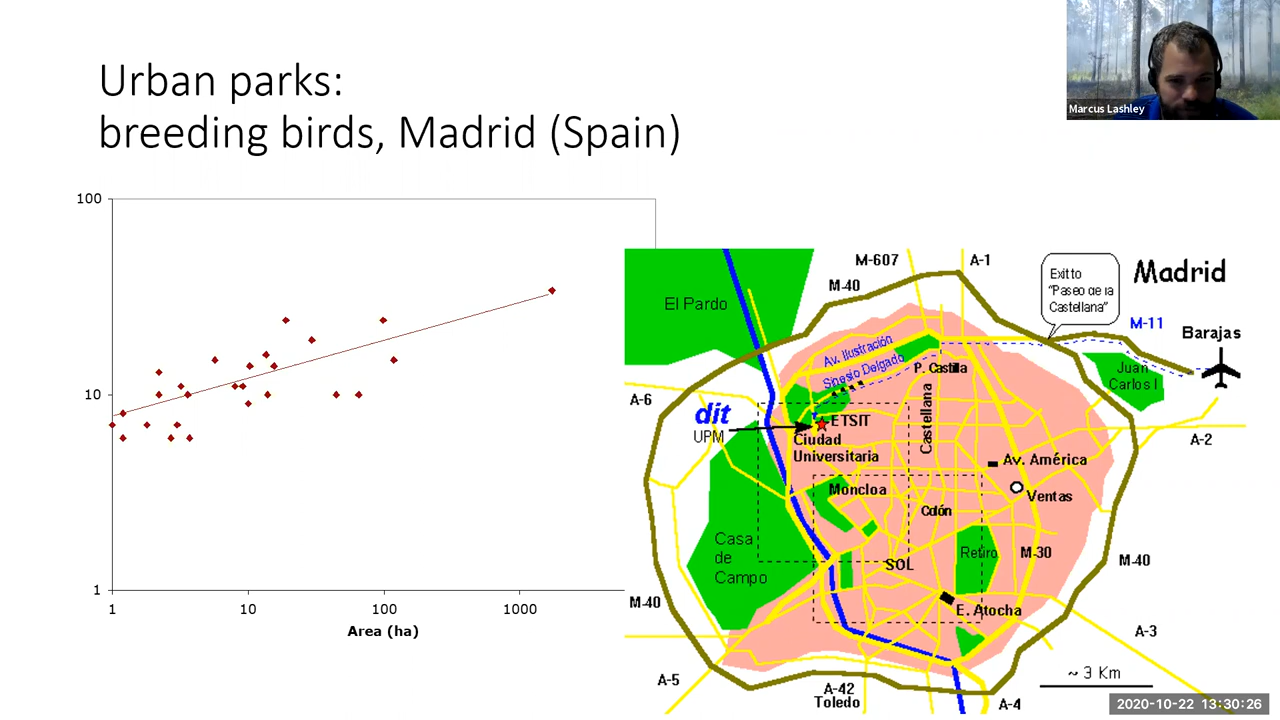 Urban parks:
breeding birds, Madrid (Spain)
Marcus Lashley
100
10
1
1
10
100
1000
Area (ha)
M-607
A-1
M-40
El Pardo
Exit to
"Paseo de la
Castellana"
Madrid
M-11
Barajas
Av. Ilustración
Sinesio Delgado
P. Castilla
Juan
Carlos I
A-6
dit
UPM
ETSIT
Ciudad
Universitaria
Castellana
A-2
Av. América
Moncloa
Ventas
Colón
Casa
de
Campo
Retiro
M-30
SOL
M-40
M-40
E. Atocha
A-3
A-5
~ 3 Km
A-42
Toledo
A-4
2020-10-22 13:30:26